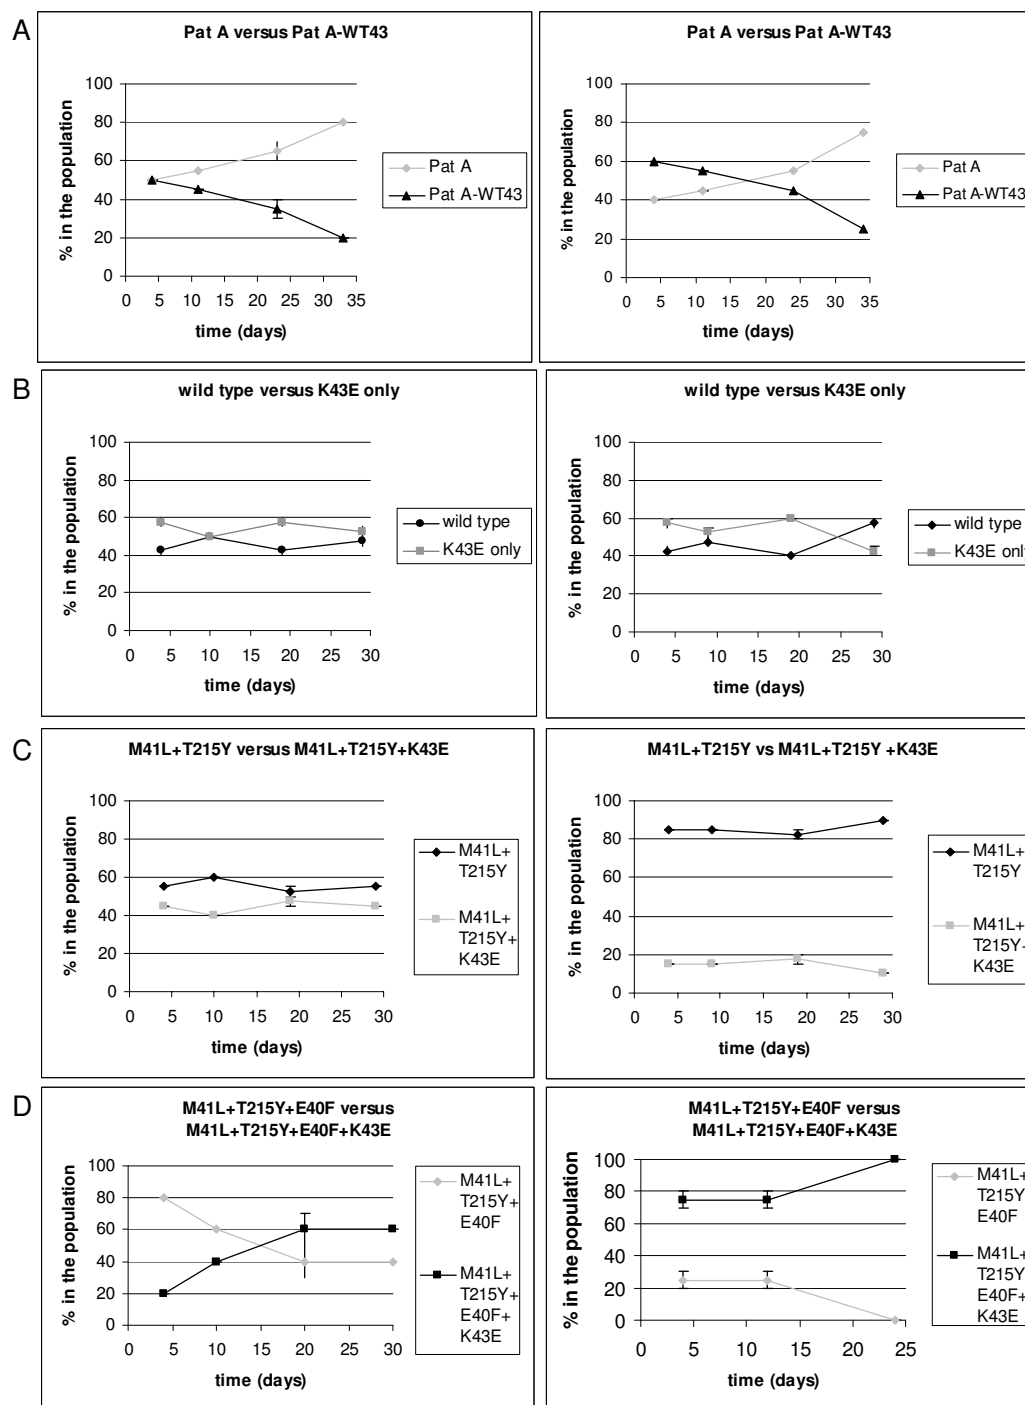 A
Pat A versus Pat A-WT43
% in the population
100
80
60
40
20
0
0 5 10 15 20 25 30 35
time (days)
Pat A
Pat A-WT43
Pat A versus Pat A-WT43
% in the population
100
80
60
40
20
0
0 5 10 15 20 25 30 35
time (days)
Pat A
Pat A-WT43
B
wild type versus K43E only
% in the population
100
80
60
40
20
0
0 5 10 15 20 25 30
time (days)
wild type
K43E only
wild type versus K43E only
% in the population
100
80
60
40
20
0
0 5 10 15 20 25 30
time (days)
wild type
K43E only
C
M41L+T215Y versus M41L+T215Y+K43E
% in the population
100
80
60
40
20
0
0 5 10 15 20 25 30
time (days)
M41L+
T215Y
M41L+
T215Y+
K43E
M41L+T215Y vs M41L+T215Y +K43E
% in the population
100
80
60
40
20
0
0 5 10 15 20 25 30
time (days)
M41L+
T215Y
M41L+
T215Y+
K43E
D
M41L+T215Y+E40F versus
M41L+T215Y+E40F+K43E
% in the population
100
80
60
40
20
0
0 5 10 15 20 25 30
time (days)
M41L+
T215Y+
E40F
M41L+
T215Y+
E40F+
K43E
M41L+T215Y+E40F versus
M41L+T215Y+E40F+K43E
% in the population
100
80
60
40
20
0
0 5 10 15 20 25
time (days)
M41L+
T215Y
E40F
M41L+
T215Y
E40F+
K43E